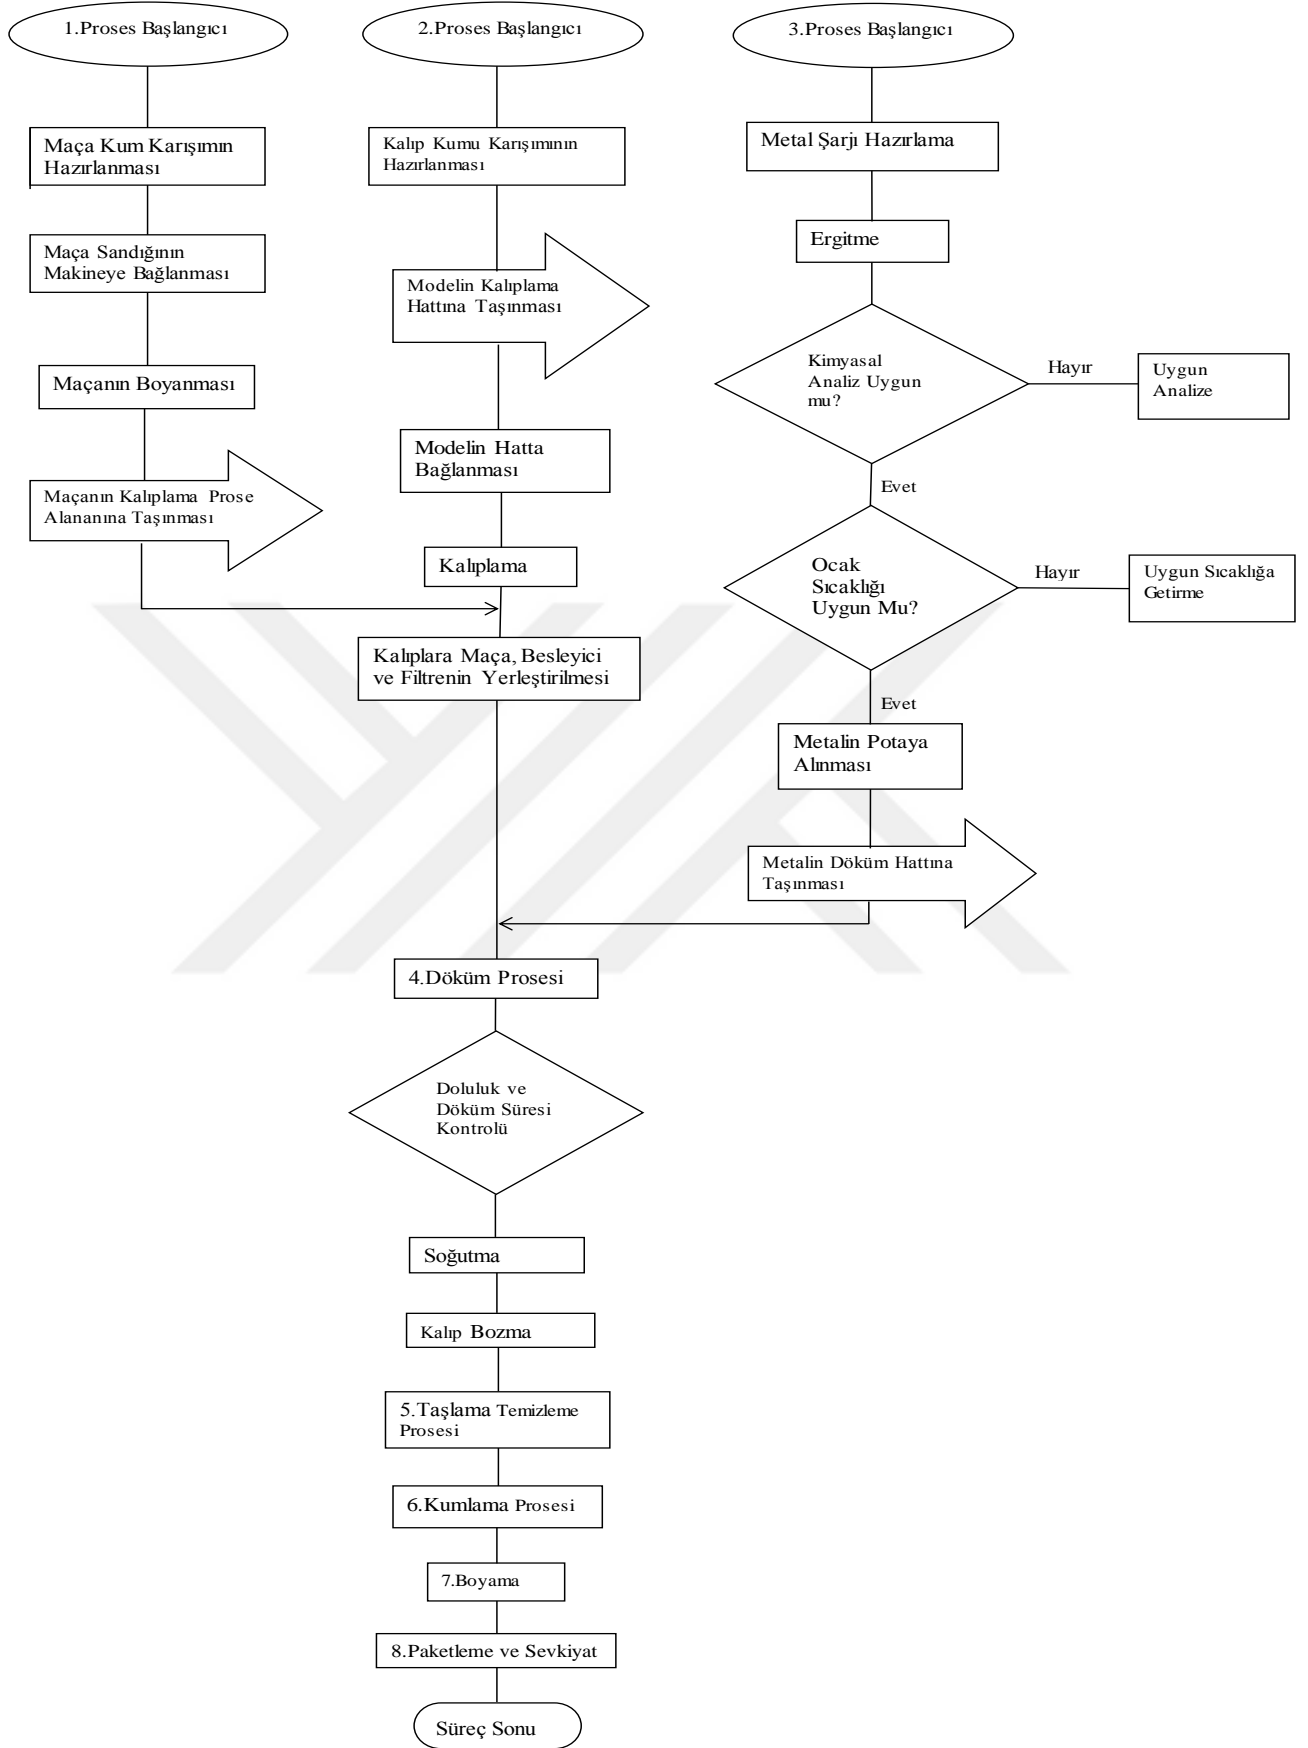 1.Proses Başlangıcı
Maça Kum Karışımın
Hazırlanması
Maça Sandığının
Makineye Bağlanması
Maçanın Boyanması
Maçanın Kalıplama Prose
Alananına Taşınması
2.Proses Başlangıcı
Kalıp Kumu Karışımının
Hazırlanması
Modelin Kalıplama
Hattına Taşınması
Modelin Hatta
Bağlanması
Kalıplama
Kalıplara Maça, Besleyici
ve Filtrenin Yerleştirilmesi
3.Proses Başlangıcı
Metal Şarjı Hazırlama
Ergitme
Kimyasal
Analiz Uygun
mu?
Hayır
Uygun
Analize
Evet
Ocak
Sıcaklığı
Uygun Mu?
Hayır
Uygun Sıcaklığa
Getirme
Evet
Metalin Potaya
Alınması
Metalin Döküm Hattına
Taşınması
4.Döküm Prosesi
Doluluk ve
Döküm Süresi
Kontrolü
Soğutma
Kalıp Bozma
5.Taşlama Temizleme
Prosesi
6.Kumlama Prosesi
7.Boyama
8.Paketleme ve Sevkiyat
Süreç Sonu